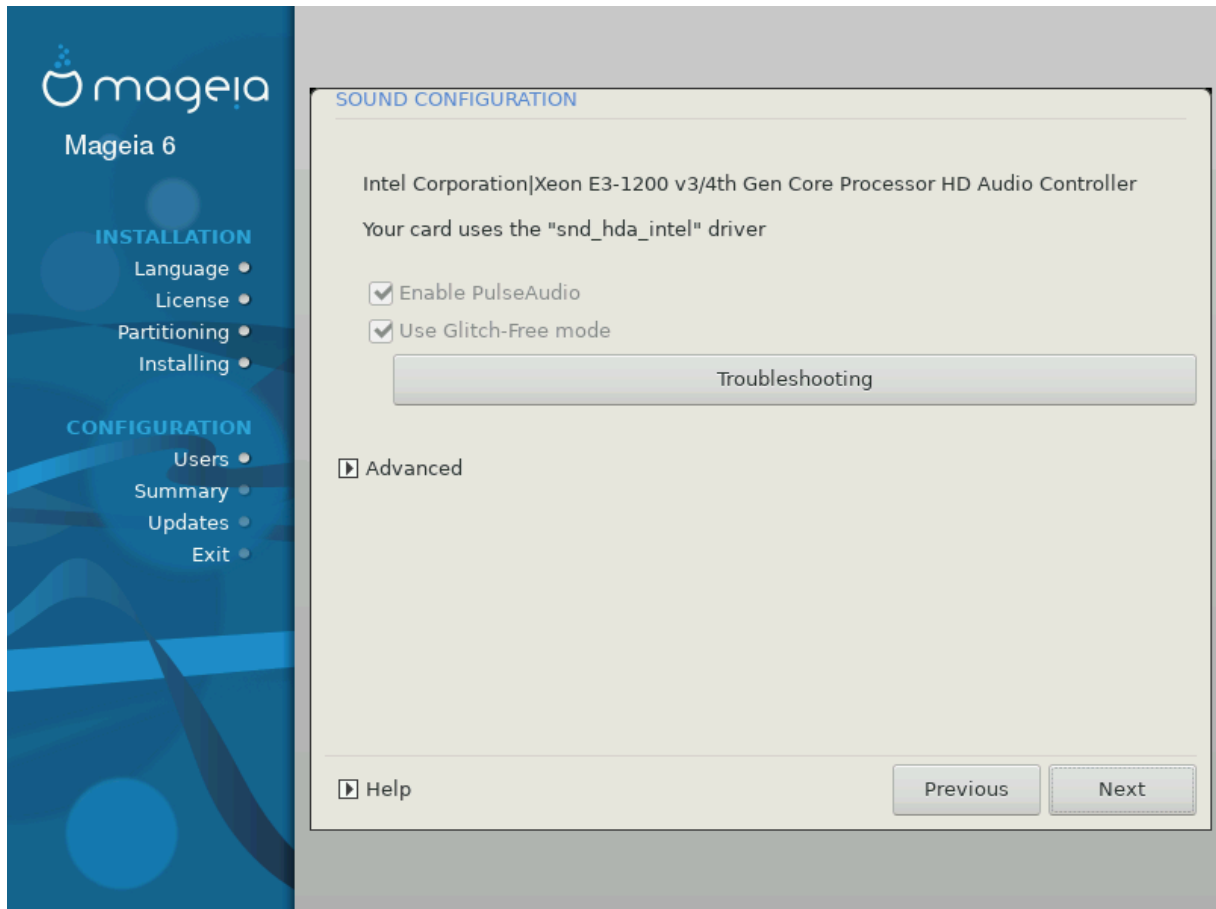 mageia
Mageia 6
INSTALLATION
Language
License
Partitioning
Installing
CONFIGURATION
Users
Summary
Updates
Exit
SOUND CONFIGURATION
Intel Corporation|Xeon E3-1200 v3/4th Gen Core Processor HD Audio Controller
Your card uses the "snd_hda_intel" driver
Enable PulseAudio
Use Glitch-Free mode
Troubleshooting
Advanced
Help
Previous
Next